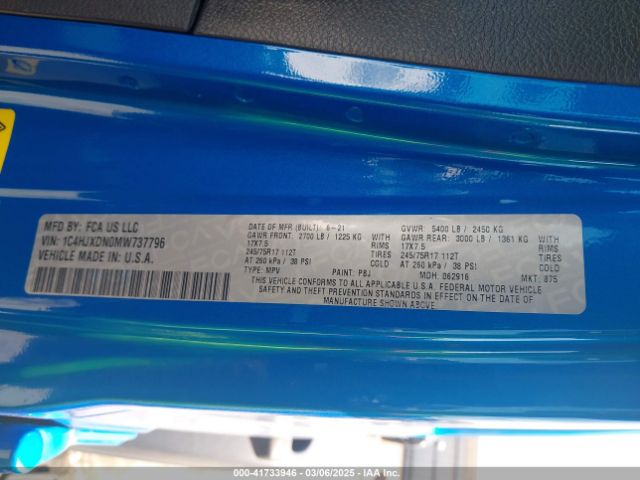 MFD BY: FCA US LLC
VIN: 1C4HJXDN0MW737796
VEHICLE MADE IN: U.S.A.
DATE OF MFR (BUILT): 6-21
GAWR FRONT: 2700 LB / 1225 KG WITH
17X7.5 RIMS
245/75R17 112T TIRES
AT 260 kPa / 38 PSI COLD
TYPE: MPV PAINT: PBJ
GVWR: 5400 LB / 2450 KG
GAWR REAR: 3000 LB / 1361 KG WITH
17X7.5 RIMS
245/75R17 112T TIRES
AT 260 kPa / 38 PSI COLD
MDH: 062916 MKT: 875
THIS VEHICLE CONFORMS TO ALL APPLICABLE U.S.A. FEDERAL MOTOR VEHICLE
SAFETY AND THEFT PREVENTION STANDARDS IN EFFECT ON THE DATE OF
MANUFACTURE SHOWN ABOVE
000-41733946 - 03/06/2025 - IAA Inc.